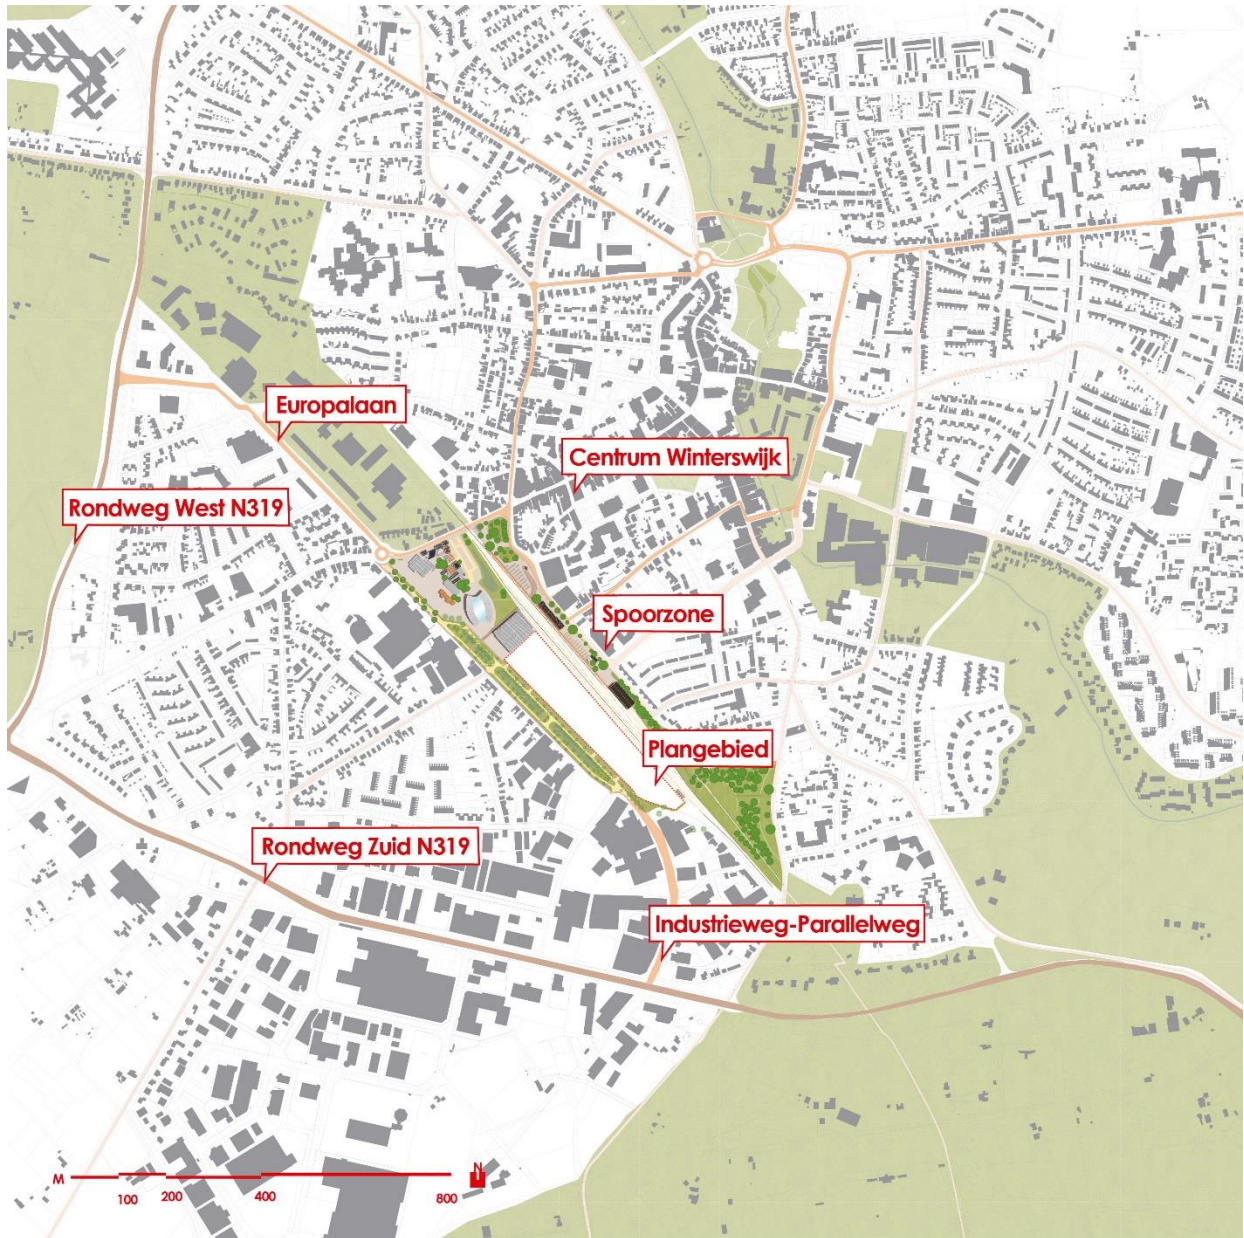 Europalaan
Centrum Winterswijk
Rondweg West N319
Spoorzone
Plangebied
Rondweg Zuid N319
Industrieweg-Parallelweg
M
N
100
200
400
800